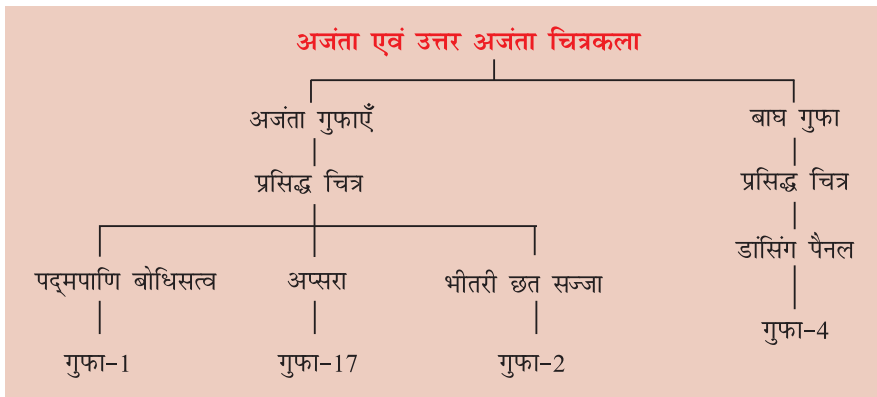 अजंता एवं उत्तर अजंता चित्रकला
अजंता गुफाएँ
बाघ गुफा
प्रसिद्ध चित्र
प्रसिद्ध चित्र
डांसिंग पैनल
पद्मपाणि बोधिसत्व
अप्सरा
भीतरी छत सज्जा
गुफा-4
गुफा-1
गुफा-17
गुफा-2